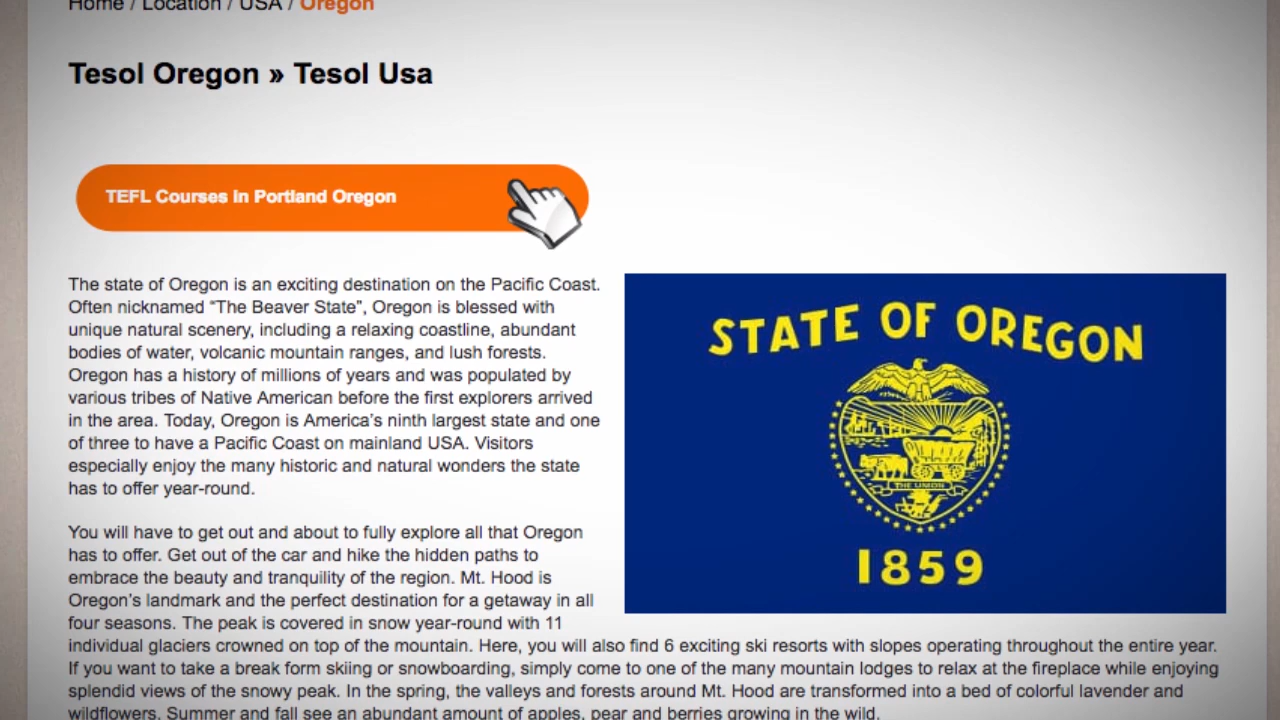 Home / Location / USA / Oregon
Tesol Oregon » Tesol Usa
TEFL Courses In Portland Oregon
The state of Oregon is an exciting destination on the Pacific Coast.
Often nicknamed “The Beaver State”, Oregon is blessed with
unique natural scenery, including a relaxing coastline, abundant
bodies of water, volcanic mountain ranges, and lush forests.
Oregon has a history of millions of years and was populated by
various tribes of Native American before the first explorers arrived
in the area. Today, Oregon is America’s ninth largest state and one
of three to have a Pacific Coast on mainland USA. Visitors
especially enjoy the many historic and natural wonders the state
has to offer year-round.
STATE OF OREGON
THE UNION
1859
You will have to get out and about to fully explore all that Oregon
has to offer. Get out of the car and hike the hidden paths to
embrace the beauty and tranquility of the region. Mt. Hood is
Oregon’s landmark and the perfect destination for a getaway in all
four seasons. The peak is covered in snow year-round with 11
individual glaciers crowned on top of the mountain. Here, you will also find 6 exciting ski resorts with slopes operating throughout the entire year.
If you want to take a break form skiing or snowboarding, simply come to one of the many mountain lodges to relax at the fireplace while enjoying
splendid views of the snowy peak. In the spring, the valleys and forests around Mt. Hood are transformed into a bed of colorful lavender and
wildflowers. Summer and fall see an abundant amount of apples, pear and berries growing in the wild.